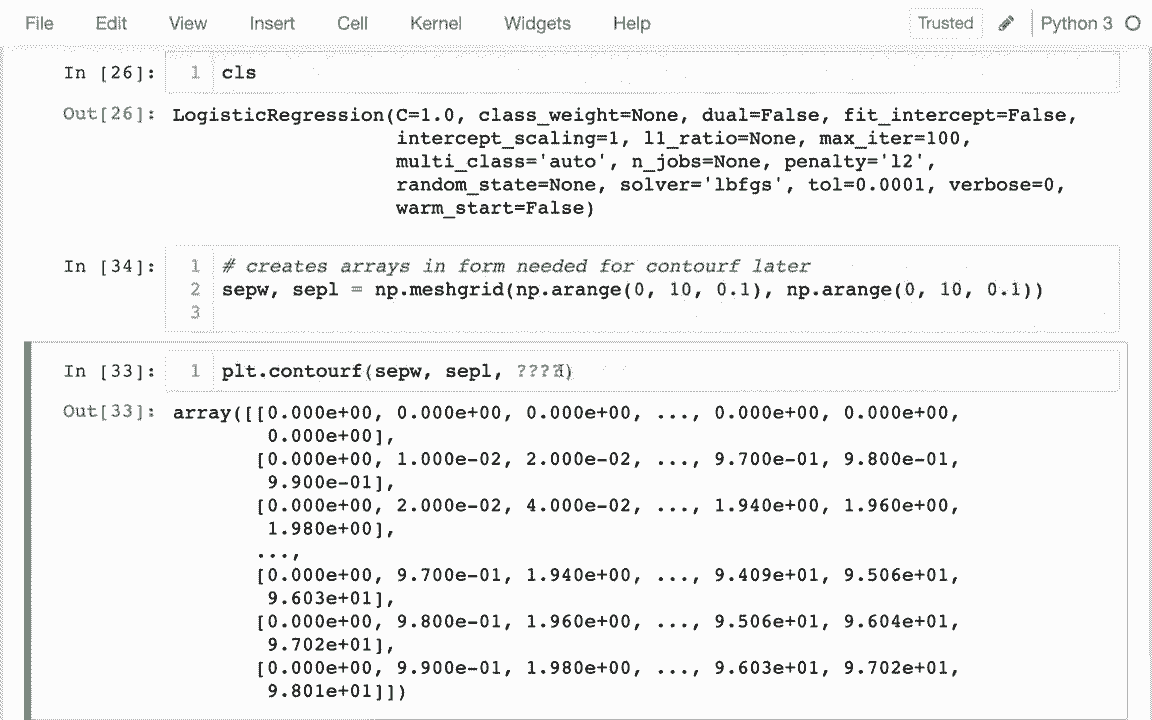 File Edit View Insert Cell Kernel Widgets Help Trusted Python 3
In [26]: 1 cls
Out[26]: LogisticRegression(C=1.0, class_weight=None, dual=False, fit_intercept=False,
intercept_scaling=1, l1_ratio=None, max_iter=100,
multi_class='auto', n_jobs=None, penalty='l2',
random_state=None, solver='lbfgs', tol=0.0001, verbose=0,
warm_start=False)
In [34]: 1 # creates arrays in form needed for contourf later
2 sepw, sepl = np.meshgrid(np.arange(0, 10, 0.1), np.arange(0, 10, 0.1))
3
In [33]: 1 plt.contourf(sepw, sepl, ????)
Out[33]: array([[0.000e+00, 0.000e+00, 0.000e+00, ..., 0.000e+00, 0.000e+00,
0.000e+00],
[0.000e+00, 1.000e-02, 2.000e-02, ..., 9.700e-01, 9.800e-01,
9.900e-01],
[0.000e+00, 2.000e-02, 4.000e-02, ..., 1.940e+00, 1.960e+00,
1.980e+00],
...,
[0.000e+00, 9.700e-01, 1.940e+00, ..., 9.409e+01, 9.506e+01,
9.603e+01],
[0.000e+00, 9.800e-01, 1.960e+00, ..., 9.506e+01, 9.604e+01,
9.702e+01],
[0.000e+00, 9.900e-01, 1.980e+00, ..., 9.603e+01, 9.702e+01,
9.801e+01]])